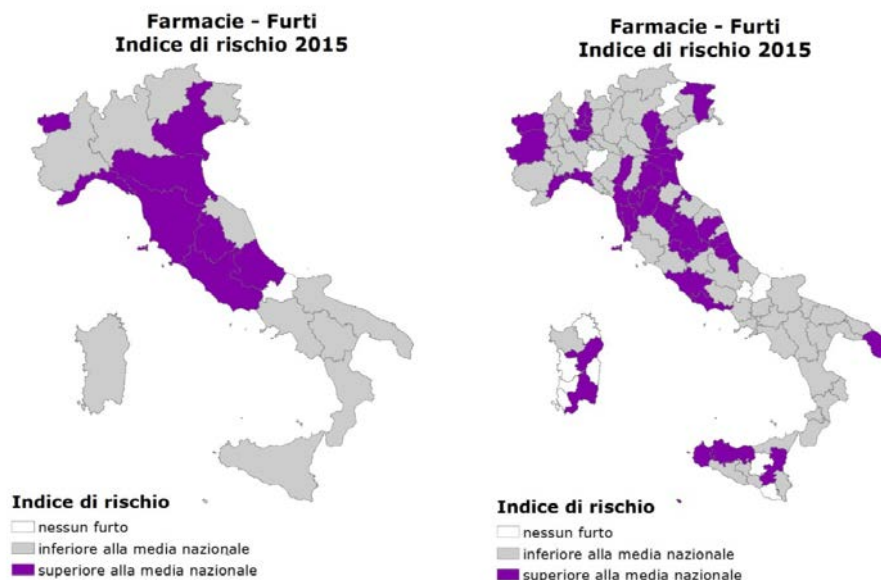 Farmacie - Furti
Indice di rischio 2015
Indice di rischio
nessun furto
inferiore alla media nazionale
superiore alla media nazionale
Farmacie - Furti
Indice di rischio 2015
Indice di rischio
nessun furto
inferiore alla media nazionale
superiore alla media nazionale